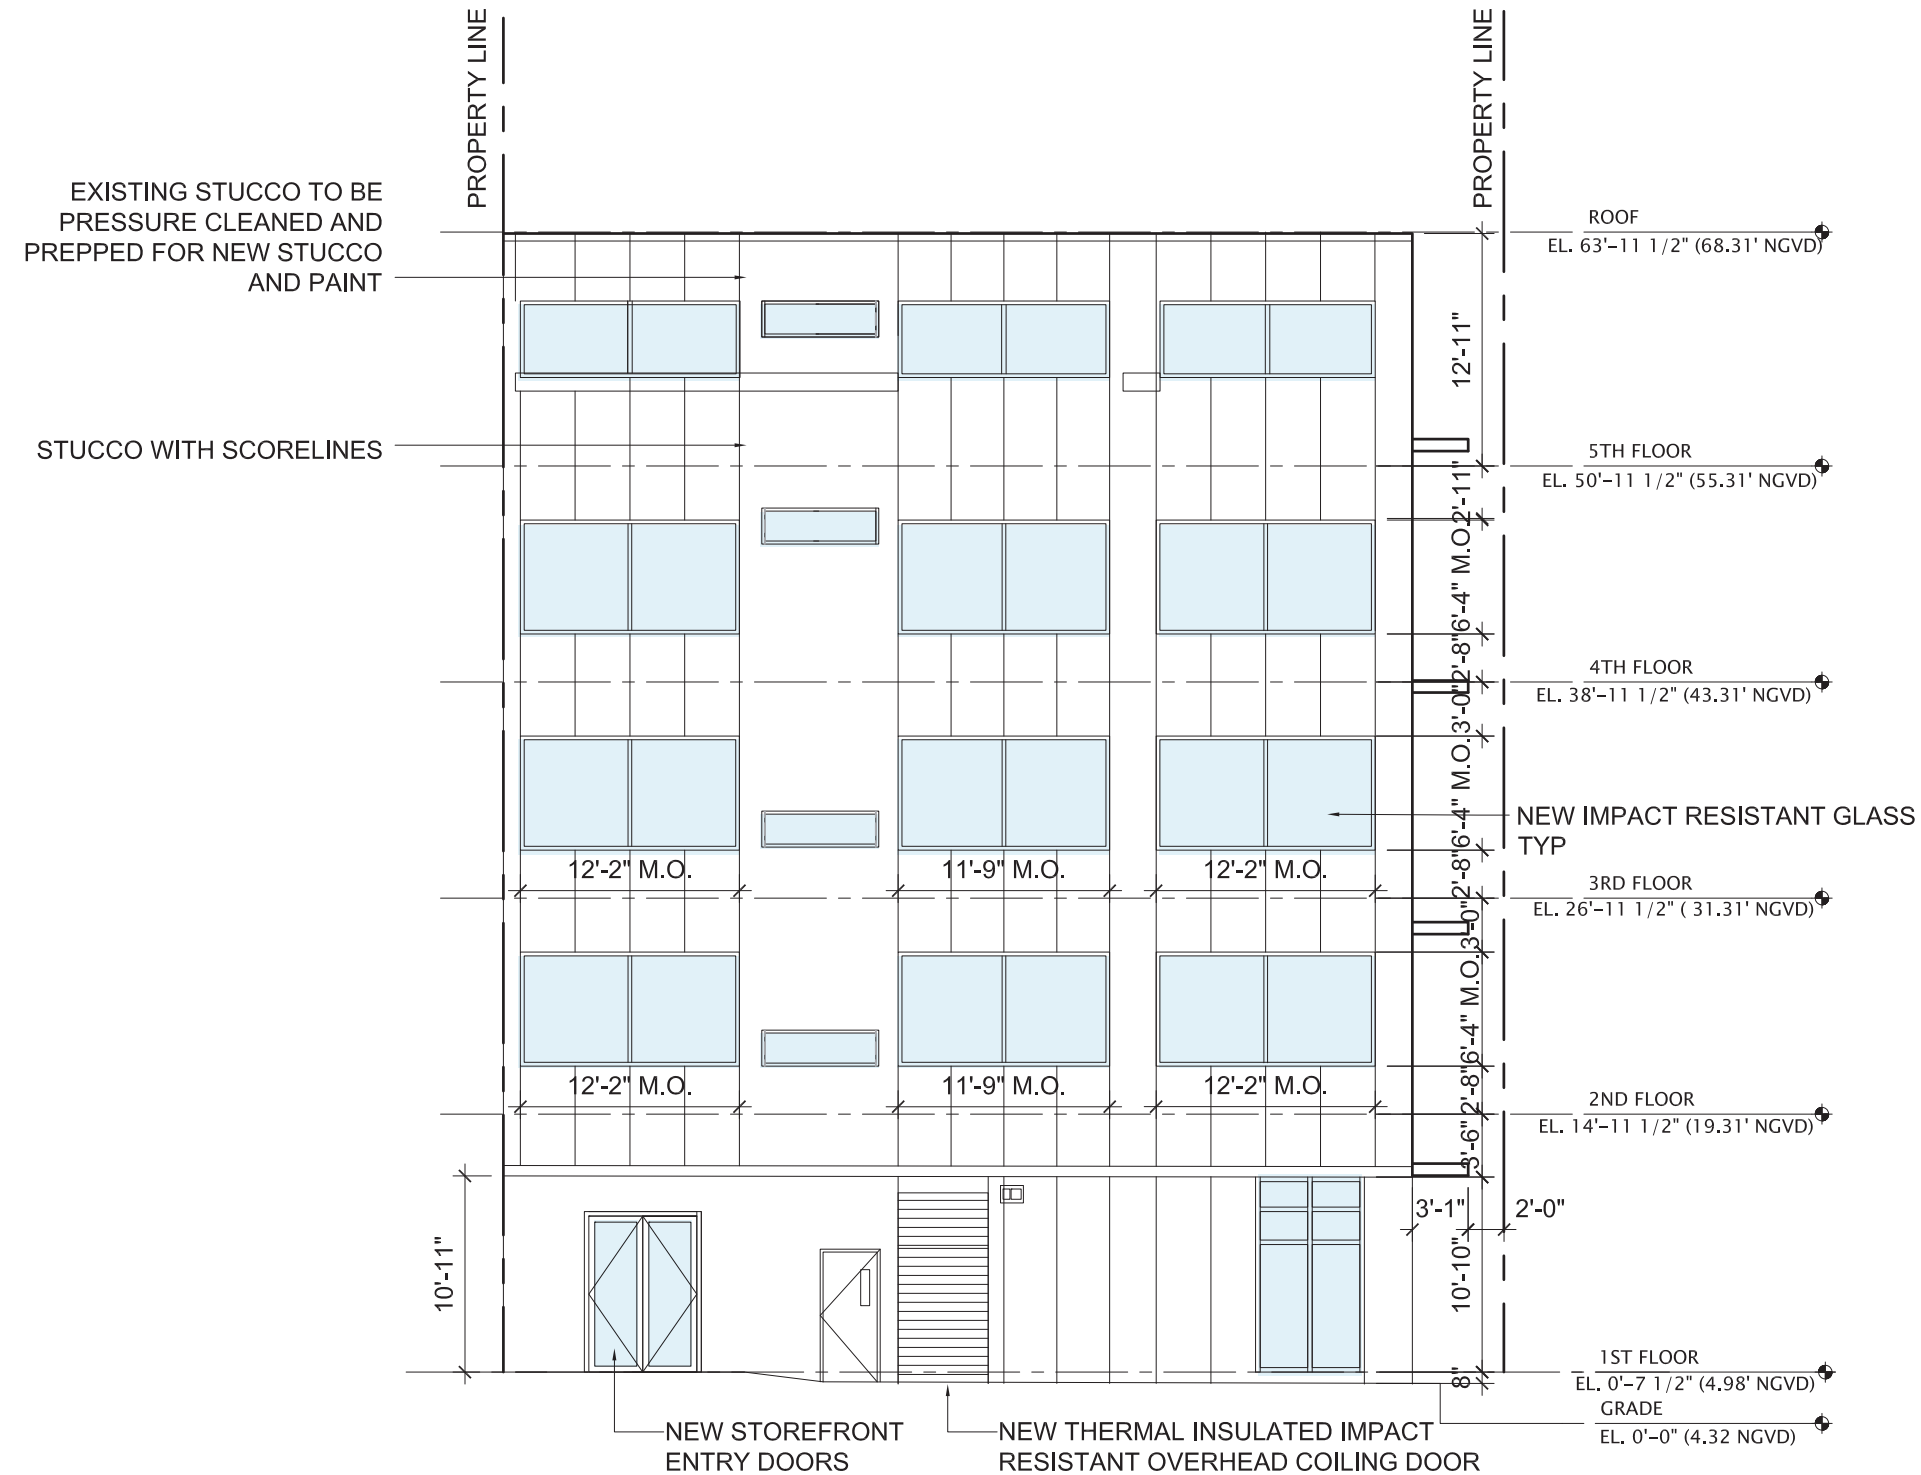 PROPERTY LINE
PROPERTY LINE
EXISTING STUCCO TO BE
PRESSURE CLEANED AND
PREPPED FOR NEW STUCCO
AND PAINT
ROOF
EL. 63'-11 1/2" (68.31' NGVD)
12'-11"
STUCCO WITH SCORELINES
5TH FLOOR
EL. 50'-11 1/2" (55.31' NGVD)
2'-11"
6'-4" M.O.
2'-8"
4TH FLOOR
EL. 38'-11 1/2" (43.31' NGVD)
3'-0"
6'-4" M.O.
NEW IMPACT RESISTANT GLASS
TYP
2'-8"
12'-2" M.O.
11'-9" M.O.
12'-2" M.O.
3RD FLOOR
EL. 26'-11 1/2" ( 31.31' NGVD)
3'-0"
6'-4" M.O.
2'-8"
12'-2" M.O.
11'-9" M.O.
12'-2" M.O.
2ND FLOOR
EL. 14'-11 1/2" (19.31' NGVD)
3'-6"
3'-1"
2'-0"
10'-11"
10'-10"
8"
1ST FLOOR
EL. 0'-7 1/2" (4.98' NGVD)
GRADE
EL. 0'-0" (4.32 NGVD)
NEW STOREFRONT
ENTRY DOORS
NEW THERMAL INSULATED IMPACT
RESISTANT OVERHEAD COILING DOOR